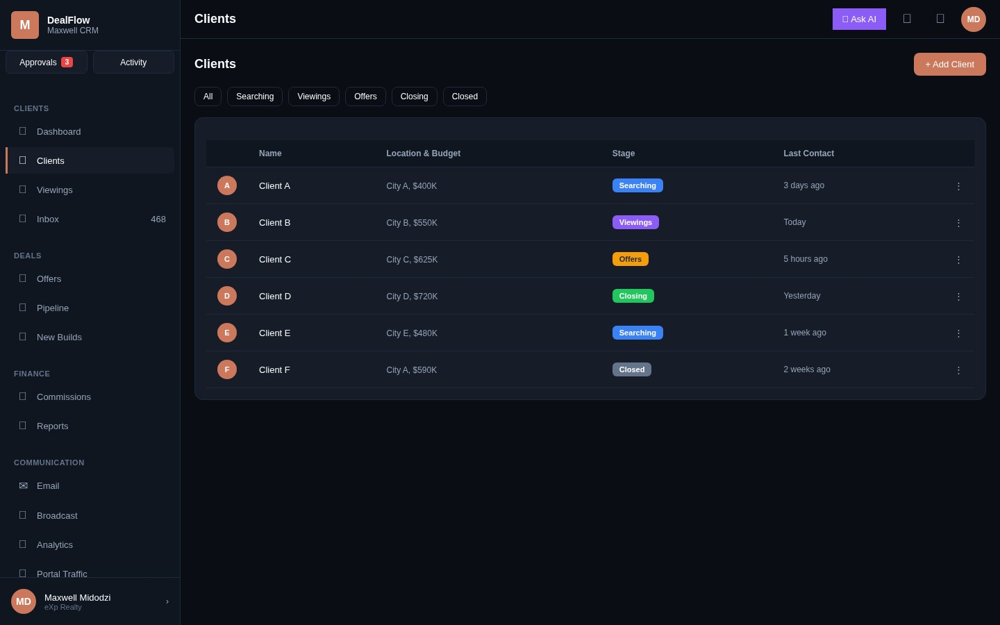 M
DealFlow
Maxwell CRM
Approvals 3
Activity
CLIENTS
Dashboard
Clients
Viewings
Inbox 468
DEALS
Offers
Pipeline
New Builds
FINANCE
Commissions
Reports
COMMUNICATION
✉ Email
Broadcast
Analytics
Portal Traffic
MD
Maxwell Midodzi
eXp Realty
›
Clients
Ask AI
MD
Clients
+ Add Client
All Searching Viewings Offers Closing Closed
Name Location & Budget Stage Last Contact
A Client A City A, $400K Searching 3 days ago ⋮
B Client B City B, $550K Viewings Today ⋮
C Client C City C, $625K Offers 5 hours ago ⋮
D Client D City D, $720K Closing Yesterday ⋮
E Client E City E, $480K Searching 1 week ago ⋮
F Client F City A, $590K Closed 2 weeks ago ⋮